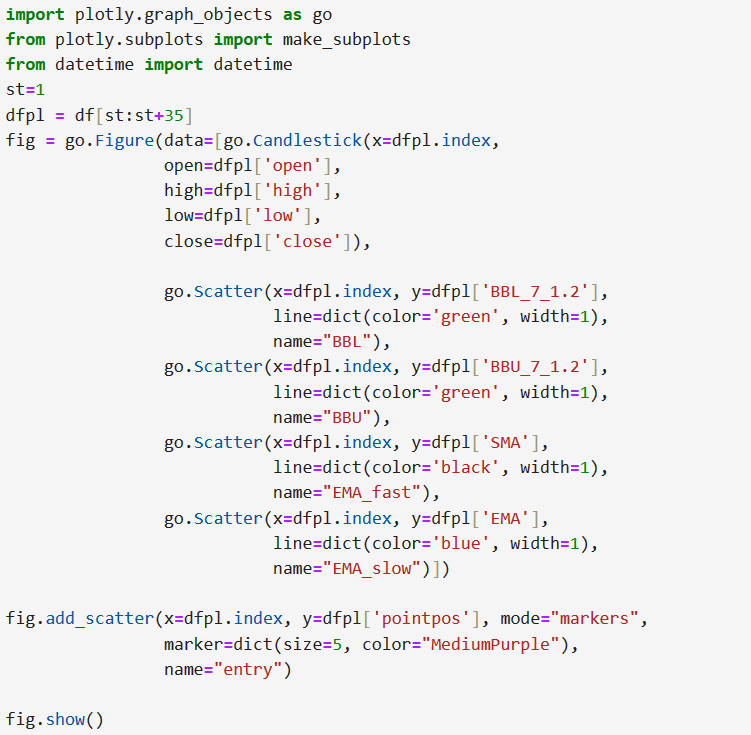 import plotly.graph_objects as go
from plotly.subplots import make_subplots
from datetime import datetime
st=1
dfpl = df[st:st+35]
fig = go.Figure(data=[go.Candlestick(x=dfpl.index,
                open=dfpl['open'],
                high=dfpl['high'],
                low=dfpl['low'],
                close=dfpl['close']),

                go.Scatter(x=dfpl.index, y=dfpl['BBL_7_1.2'],
                           line=dict(color='green', width=1),
                           name="BBL"),
                go.Scatter(x=dfpl.index, y=dfpl['BBU_7_1.2'],
                           line=dict(color='green', width=1),
                           name="BBU"),
                go.Scatter(x=dfpl.index, y=dfpl['SMA'],
                           line=dict(color='black', width=1),
                           name="EMA_fast"),
                go.Scatter(x=dfpl.index, y=dfpl['EMA'],
                           line=dict(color='blue', width=1),
                           name="EMA_slow")])

fig.add_scatter(x=dfpl.index, y=dfpl['pointpos'], mode="markers",
                marker=dict(size=5, color="MediumPurple"),
                name="entry")

fig.show()